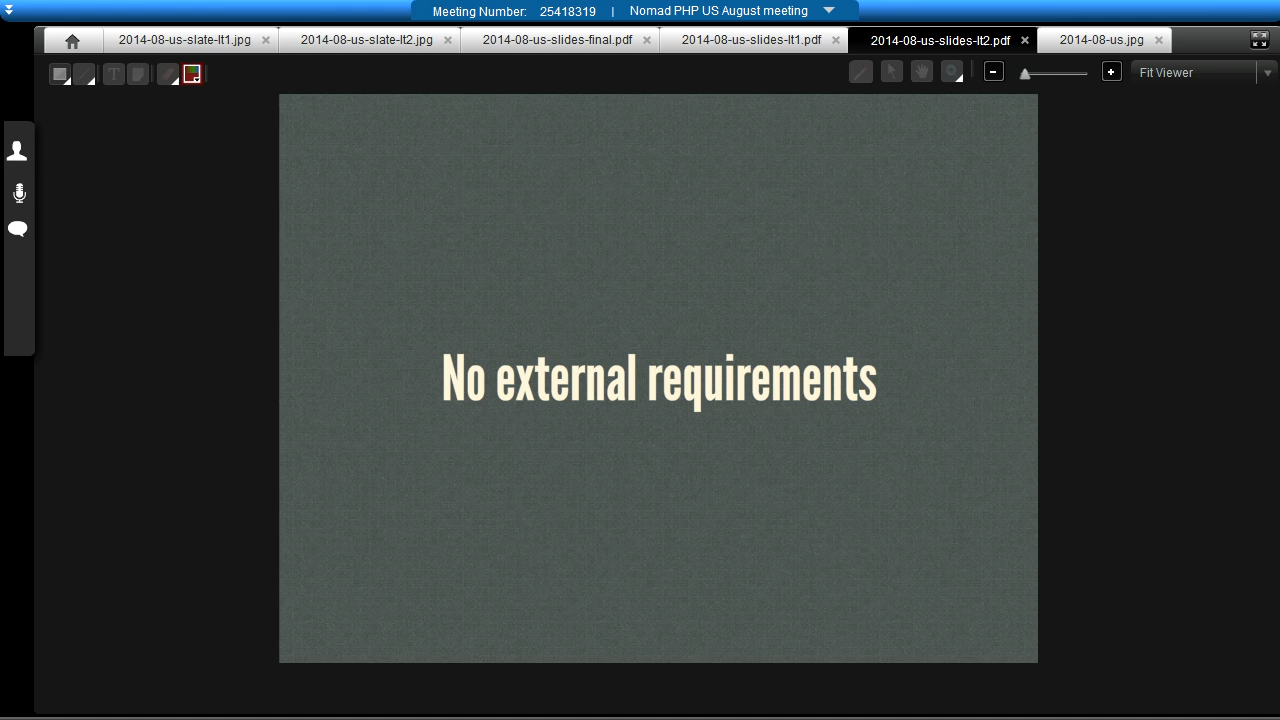 Meeting Number: 25418319 | Nomad PHP US August meeting
2014-08-us-slate-lt1.jpg
2014-08-us-slate-lt2.jpg
2014-08-us-slides-final.pdf
2014-08-us-slides-lt1.pdf
2014-08-us-slides-lt2.pdf
2014-08-us.jpg
T
Fit Viewer
No external requirements